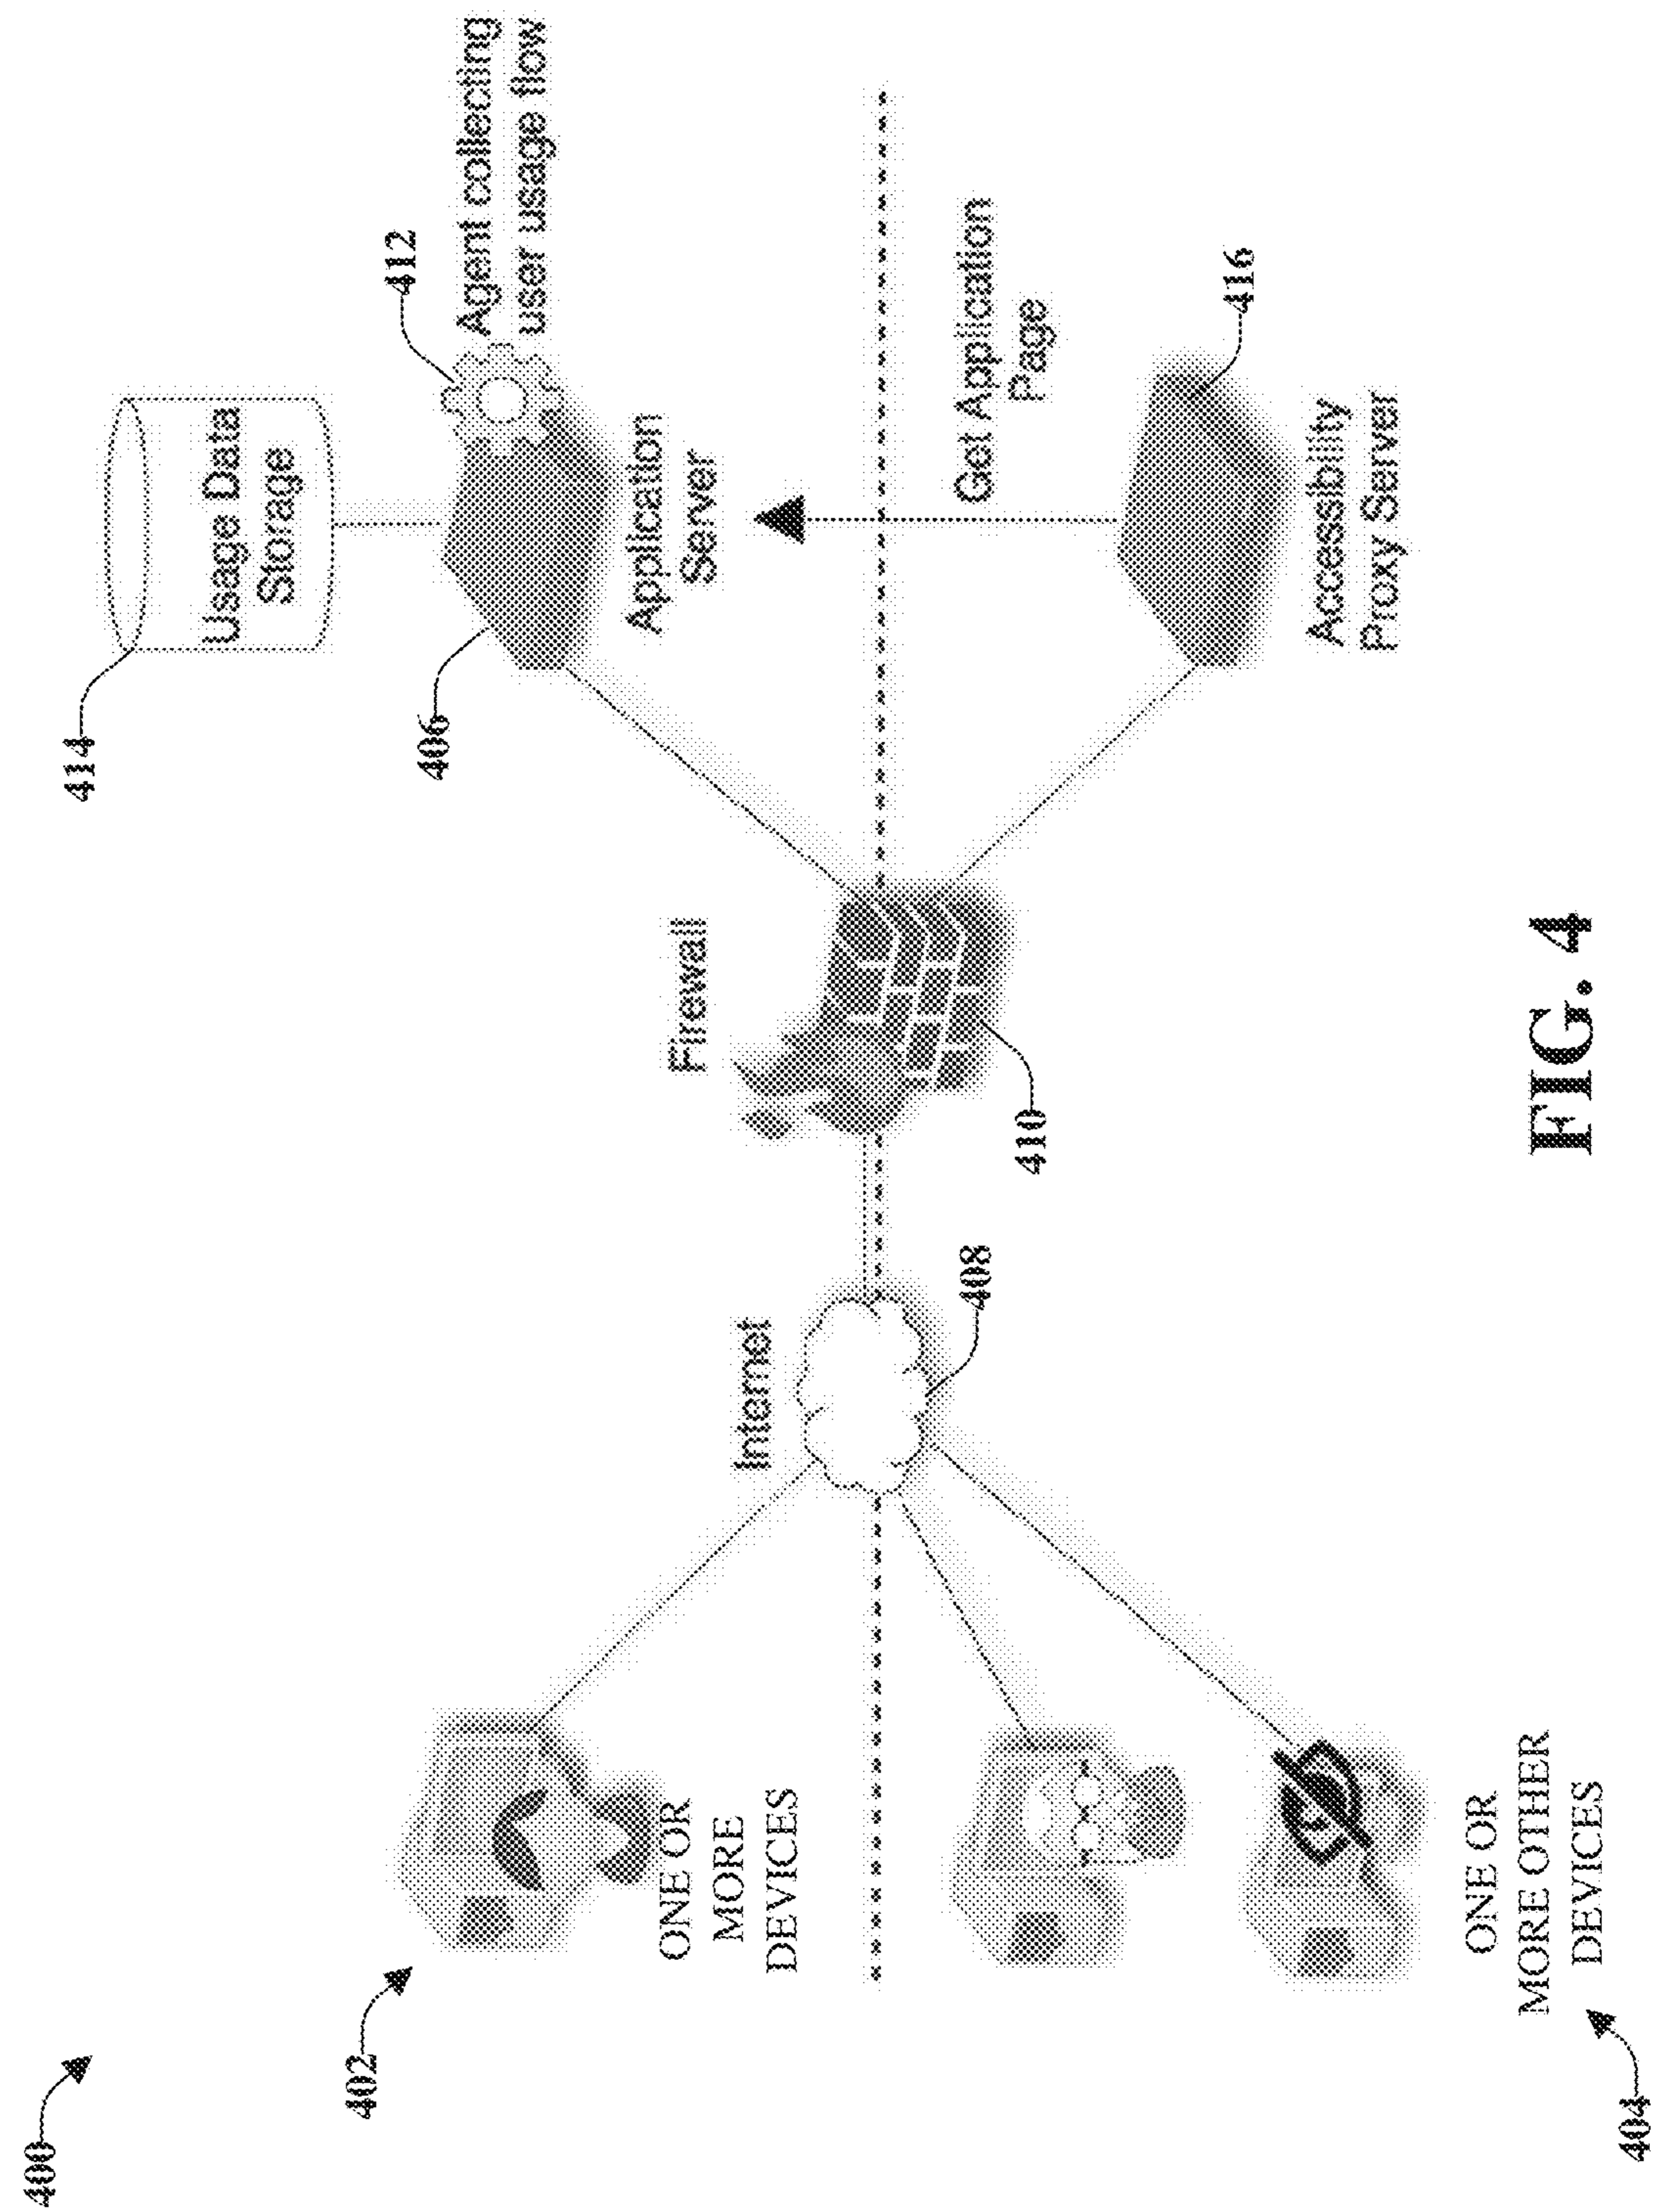 400
402
ONE OR
MORE
DEVICES
404
ONE OR
MORE OTHER
DEVICES
Internet
408
Firewall
410
414
Usage Data
Storage
406
Application
Server
412
Agent collecting
user usage flow
Get Application
Page
416
Accessibility
Proxy Server
FIG. 4